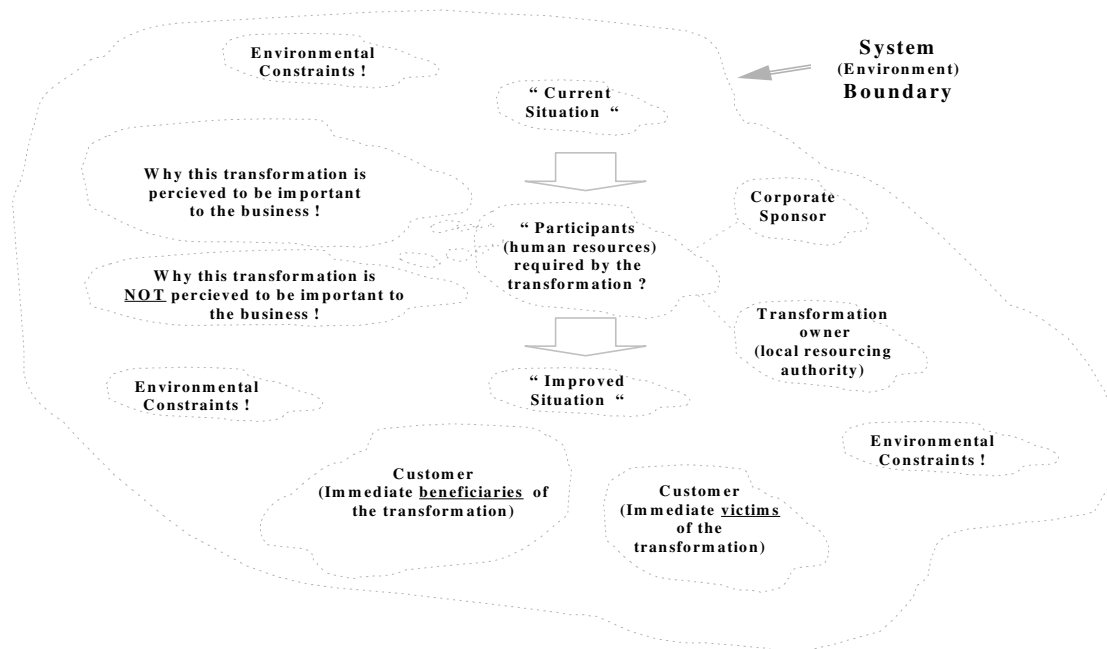 Environmental
Constraints !
System
(Environment)
Boundary
“ Current
Situation “
Why this transformation is
percieved to be important
to the business !
Corporate
Sponsor
“ Participants
(human resources)
required by the
transformation ?
Why this transformation is
NOT percieved to be important to
the business !
Transformation
owner
(local resourcing
authority)
Environmental
Constraints !
“ Improved
Situation “
Environmental
Constraints !
Customer
(Immediate beneficiaries of
the transformation)
Customer
(Immediate victims
of the
transformation)